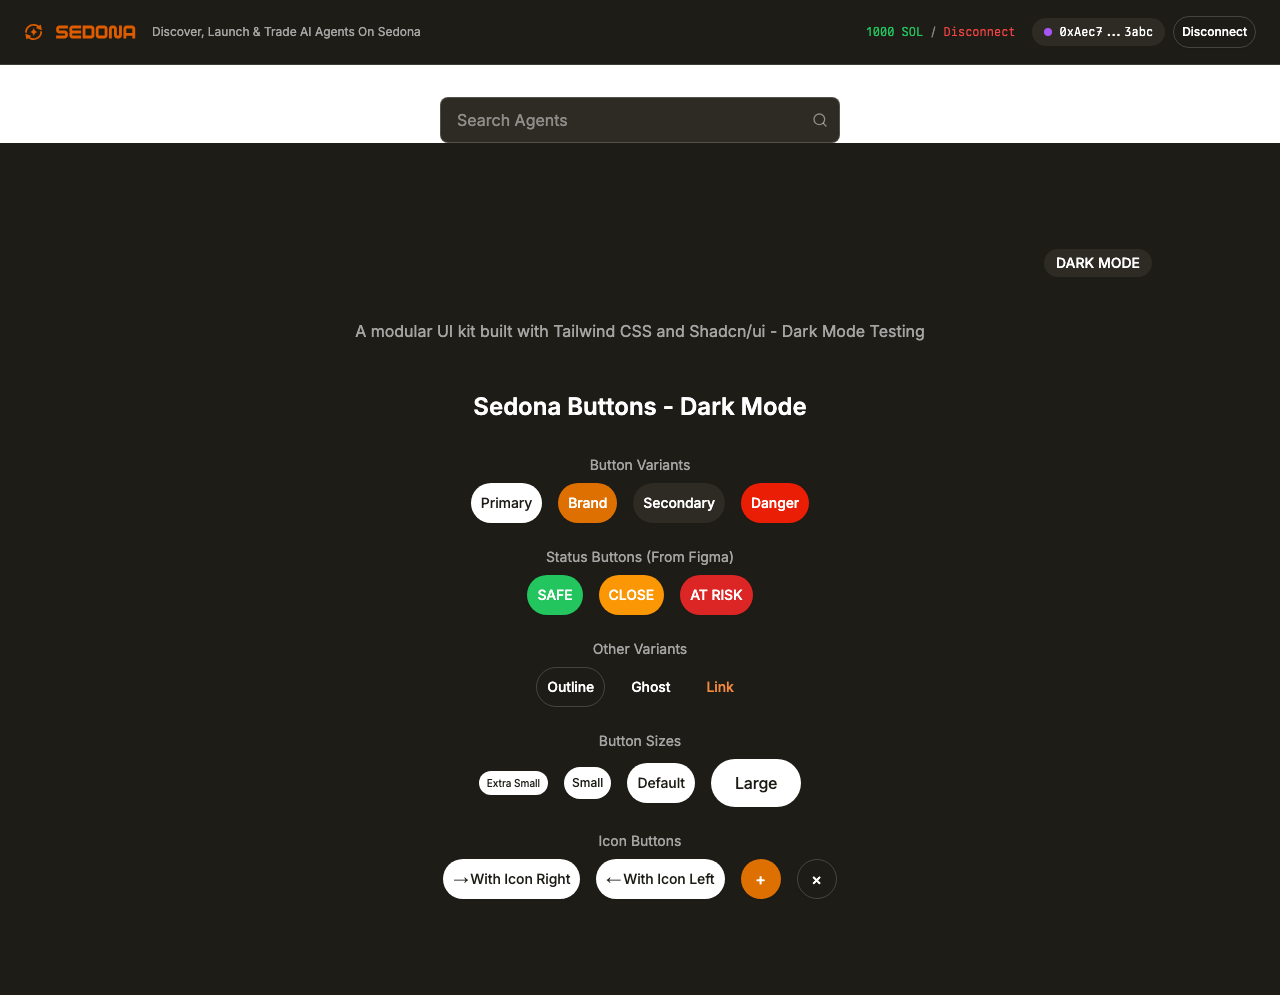 SEDONA Discover, Launch & Trade AI Agents On Sedona 1000 SOL / Disconnect 0xAec7...3abc Disconnect
Search Agents
DARK MODE
A modular UI kit built with Tailwind CSS and Shadcn/ui - Dark Mode Testing
Sedona Buttons - Dark Mode
Button Variants
Primary Brand Secondary Danger
Status Buttons (From Figma)
SAFE CLOSE AT RISK
Other Variants
Outline Ghost Link
Button Sizes
Extra Small Small Default Large
Icon Buttons
→With Icon Right ←With Icon Left + ×